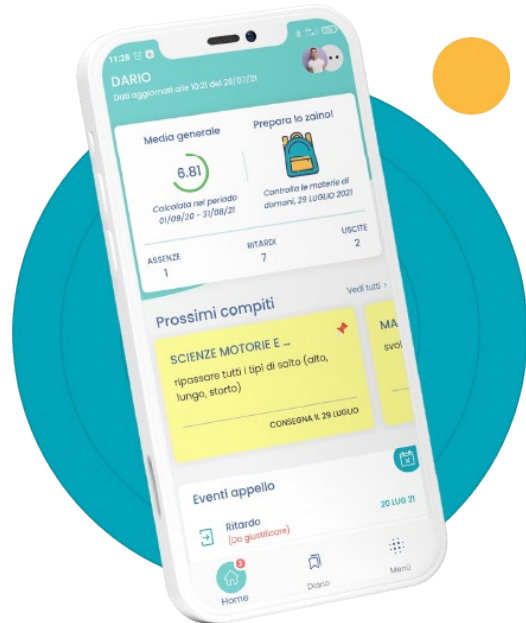 11:28
DARIO
Dati aggiornati alle 10:21 del 28/07/21
Media generale
6.81
Calcolata nel periodo
01/09/20 - 31/08/21
Prepara lo zaino!
Controlla le materie di
domani, 29 LUGLIO 2021
ASSENZE
1
RITARDI
7
USCITE
2
Prossimi compiti
Vedi tutti >
SCIENZE MOTORIE E ...
ripassare tutti i tipi di salto (alto,
lungo, storto)
CONSEGNA IL 29 LUGLIO
MA
svol
Eventi appello
Ritardo
(Da giustificare)
20 LUG 21
Home
Diario
Menù